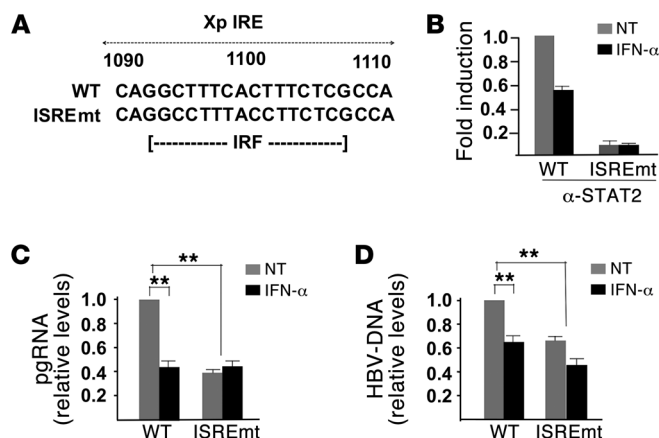 A
Xp IRE
1090 1100 1110
WT CAGGCTTTCACTTTCTCGCCA
ISREmt CAGGCCTTTACCTTCTCGCCA
[------------ IRF -----------]
B
NT
IFN-α
Fold induction
1.0
0.8
0.6
0.4
0.2
WT ISREmt
α-STAT2
C
NT
IFN-α
**
**
pgRNA
(relative levels)
1.0
0.8
0.6
0.4
0.2
WT ISREmt
D
NT
IFN-α
**
**
HBV-DNA
(relative levels)
1.0
0.8
0.6
0.4
0.2
WT ISREmt